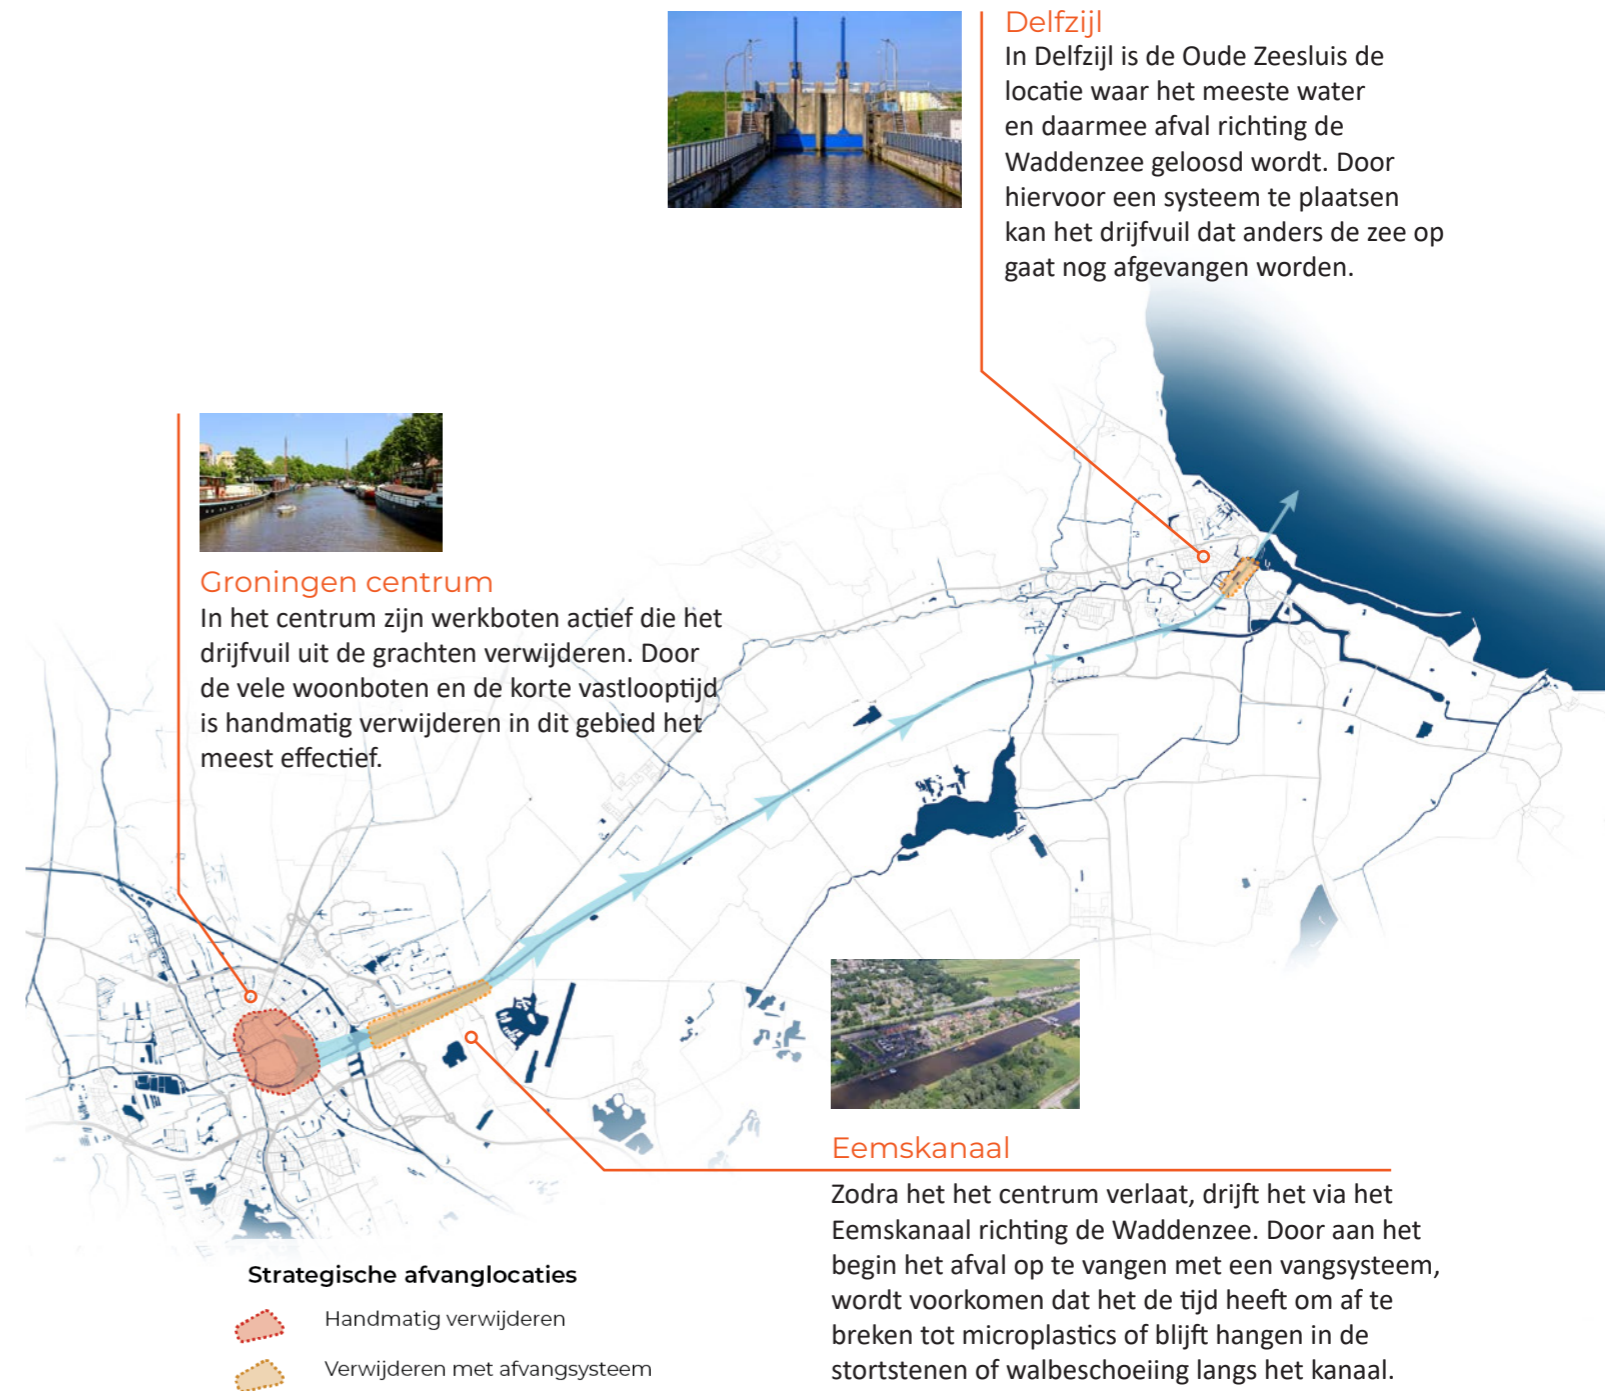 Delfzijl
In Delfzijl is de Oude Zeesluis de
locatie waar het meeste water
en daarmee afval richting de
Waddenzee geloosd wordt. Door
hiervoor een systeem te plaatsen
kan het drijfvuil dat anders de zee op
gaat nog afgevangen worden.
Groningen centrum
In het centrum zijn werkboten actief die het
drijfvuil uit de grachten verwijderen. Door
de vele woonboten en de korte vastlooptijd
is handmatig verwijderen in dit gebied het
meest effectief.
Eemskanaal
Zodra het het centrum verlaat, drijft het via het
Eemskanaal richting de Waddenzee. Door aan het
begin het afval op te vangen met een vangsysteem,
wordt voorkomen dat het de tijd heeft om af te
breken tot microplastics of blijft hangen in de
stortstenen of walbeschoeiing langs het kanaal.
Strategische afvanglocaties
Handmatig verwijderen
Verwijderen met afvangsysteem